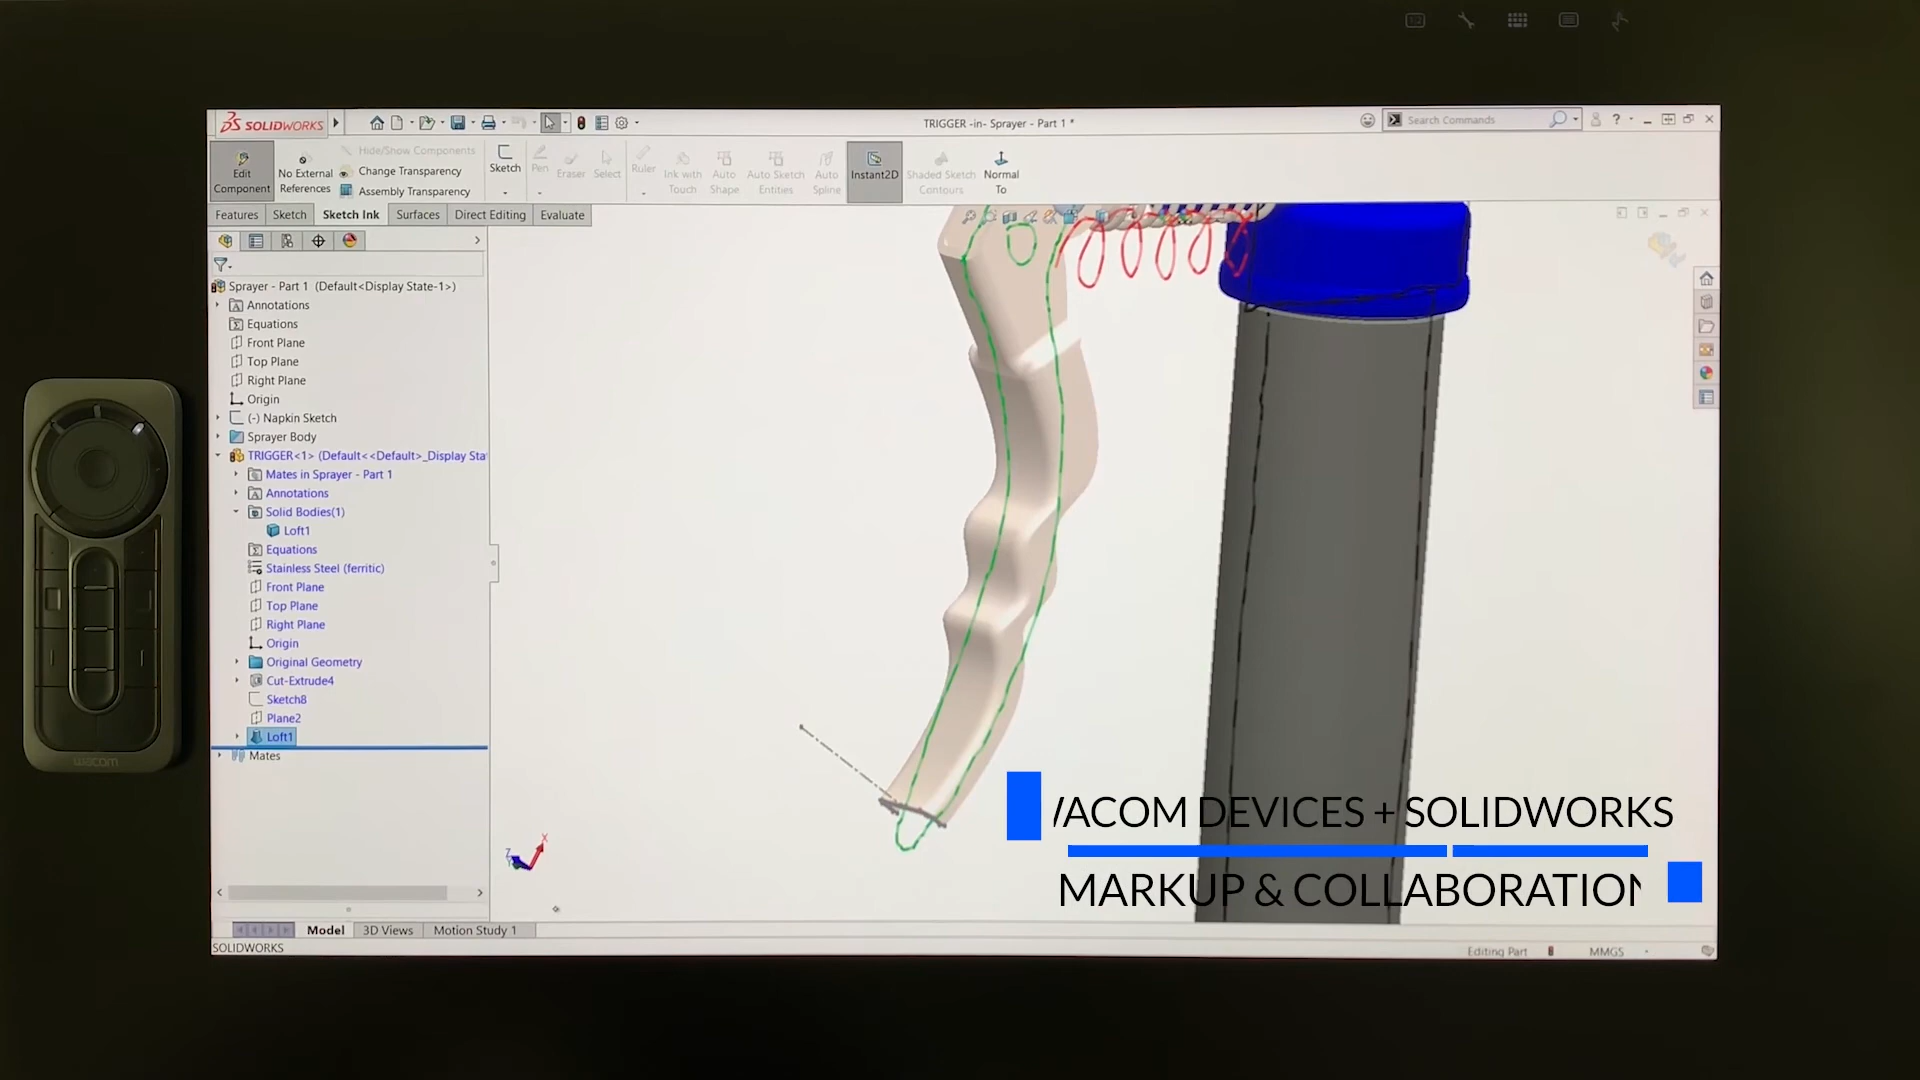 SOLIDWORKS
TRIGGER -in- Sprayer - Part 1 *
Search Commands
?
Edit Component
No External References
Hide/Show Components
Change Transparency
Assembly Transparency
Sketch
Pen
Eraser
Select
Ruler
Ink with Touch
Auto Shape
Auto Sketch Entities
Auto Spline
Instant2D
Shaded Sketch Contours
Normal To
Features
Sketch
Sketch Ink
Surfaces
Direct Editing
Evaluate
Sprayer - Part 1 (Default<Display State-1>)
Annotations
Equations
Front Plane
Top Plane
Right Plane
Origin
(-) Napkin Sketch
Sprayer Body
TRIGGER<1> (Default<<Default>_Display Sta
Mates in Sprayer - Part 1
Annotations
Solid Bodies(1)
Loft1
Equations
Stainless Steel (ferritic)
Front Plane
Top Plane
Right Plane
Origin
Original Geometry
Cut-Extrude4
Sketch8
Plane2
Loft1
Mates
wacom
X
Z
WACOM DEVICES + SOLIDWORKS
MARKUP & COLLABORATION
Model
3D Views
Motion Study 1
SOLIDWORKS
Editing Part
MMGS